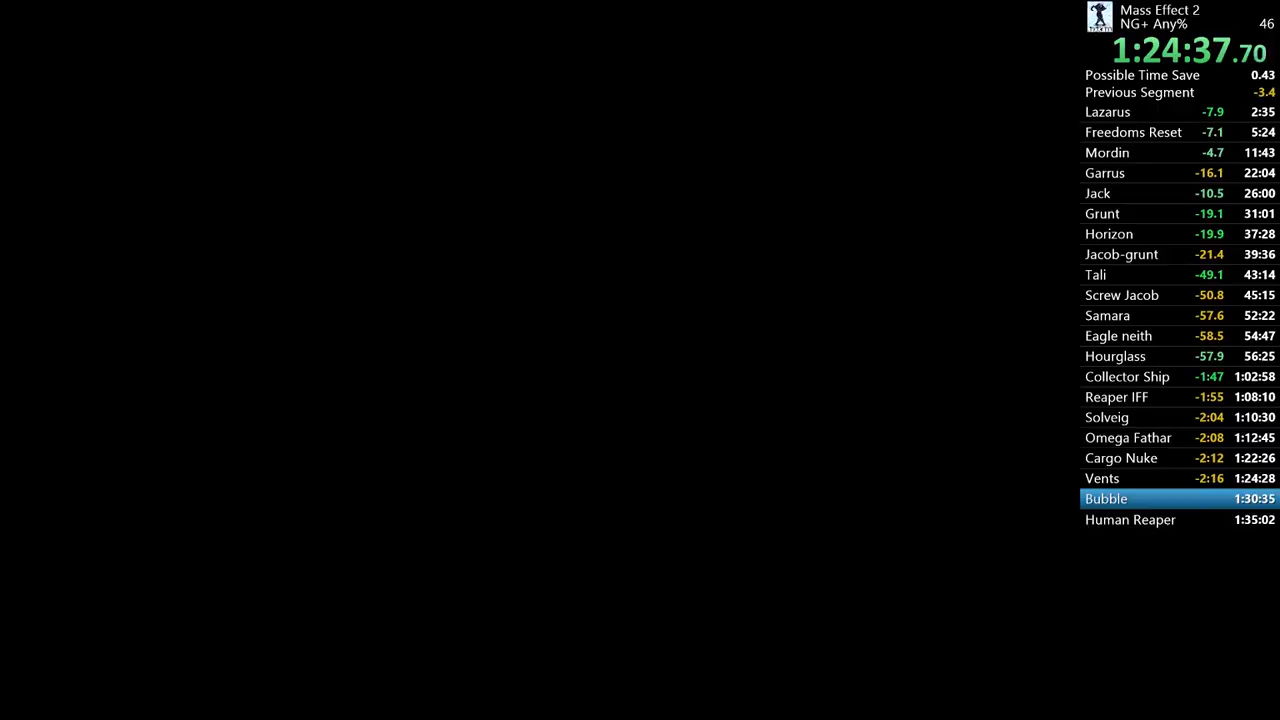 Mass Effect 2
NG+ Any% 46
1:24:37.70
Possible Time Save 0.43
Previous Segment -3.4
Lazarus -7.9 2:35
Freedoms Reset -7.1 5:24
Mordin -4.7 11:43
Garrus -16.1 22:04
Jack -10.5 26:00
Grunt -19.1 31:01
Horizon -19.9 37:28
Jacob-grunt -21.4 39:36
Tali -49.1 43:14
Screw Jacob -50.8 45:15
Samara -57.6 52:22
Eagle neith -58.5 54:47
Hourglass -57.9 56:25
Collector Ship -1:47 1:02:58
Reaper IFF -1:55 1:08:10
Solveig -2:04 1:10:30
Omega Fathar -2:08 1:12:45
Cargo Nuke -2:12 1:22:26
Vents -2:16 1:24:28
Bubble 1:30:35
Human Reaper 1:35:02